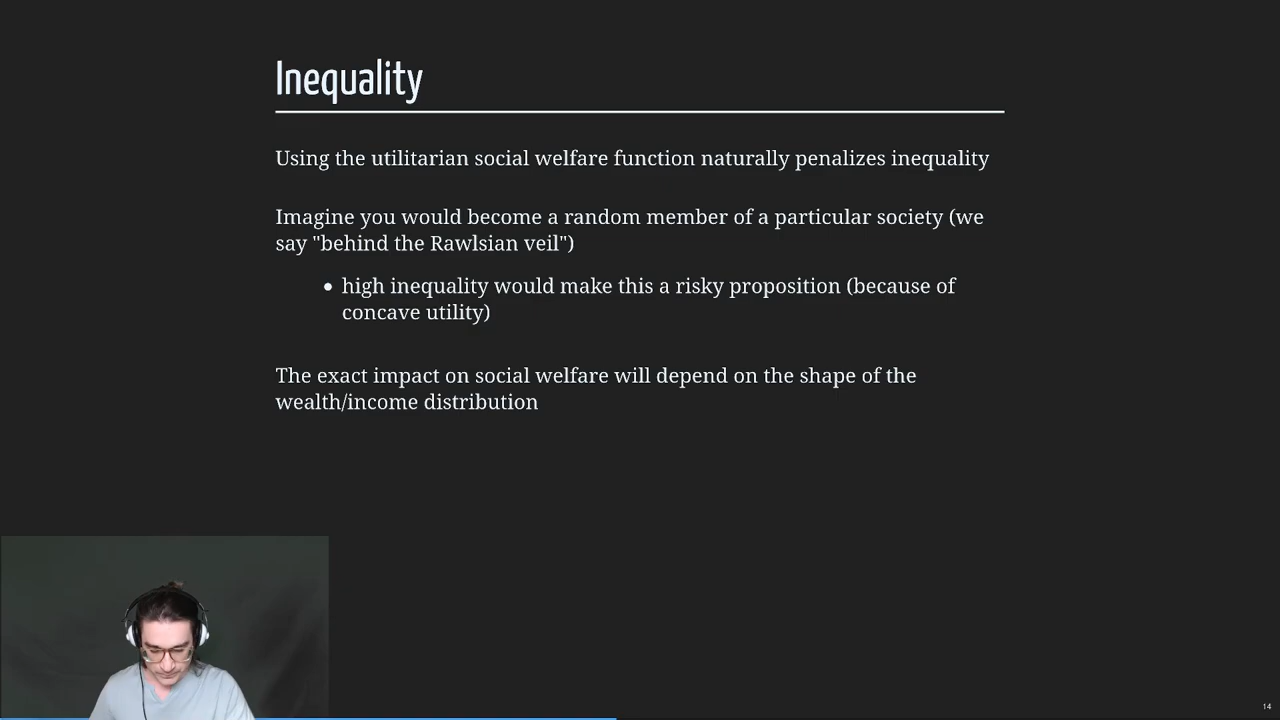 Inequality
Using the utilitarian social welfare function naturally penalizes inequality
Imagine you would become a random member of a particular society (we
say "behind the Rawlsian veil")
• high inequality would make this a risky proposition (because of
concave utility)
The exact impact on social welfare will depend on the shape of the
wealth/income distribution
14